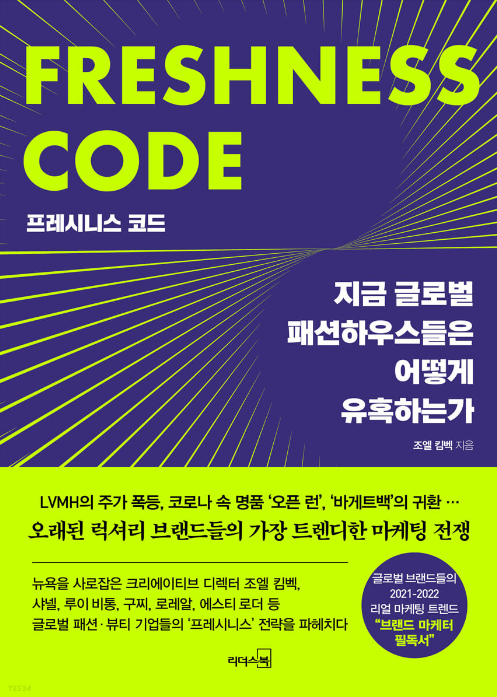 FRESHNESS
CODE
프레시니스 코드
지금 글로벌
패션하우스들은
어떻게
유혹하는가
조엘 킴벡 지음
LVMH의 주가 폭등, 코로나 속 명품 ‘오픈 런’, ‘바게트백’의 귀환 …
오래된 럭셔리 브랜드들의 가장 트렌디한 마케팅 전쟁
뉴욕을 사로잡은 크리에이티브 디렉터 조엘 킴벡,
샤넬, 루이 비통, 구찌, 로레알, 에스티 로더 등
글로벌 패션·뷰티 기업들의 ‘프레시니스’ 전략을 파헤치다
글로벌 브랜드들의
2021-2022
리얼 마케팅 트렌드
“브랜드 마케터
필독서”
리더스북
YES24